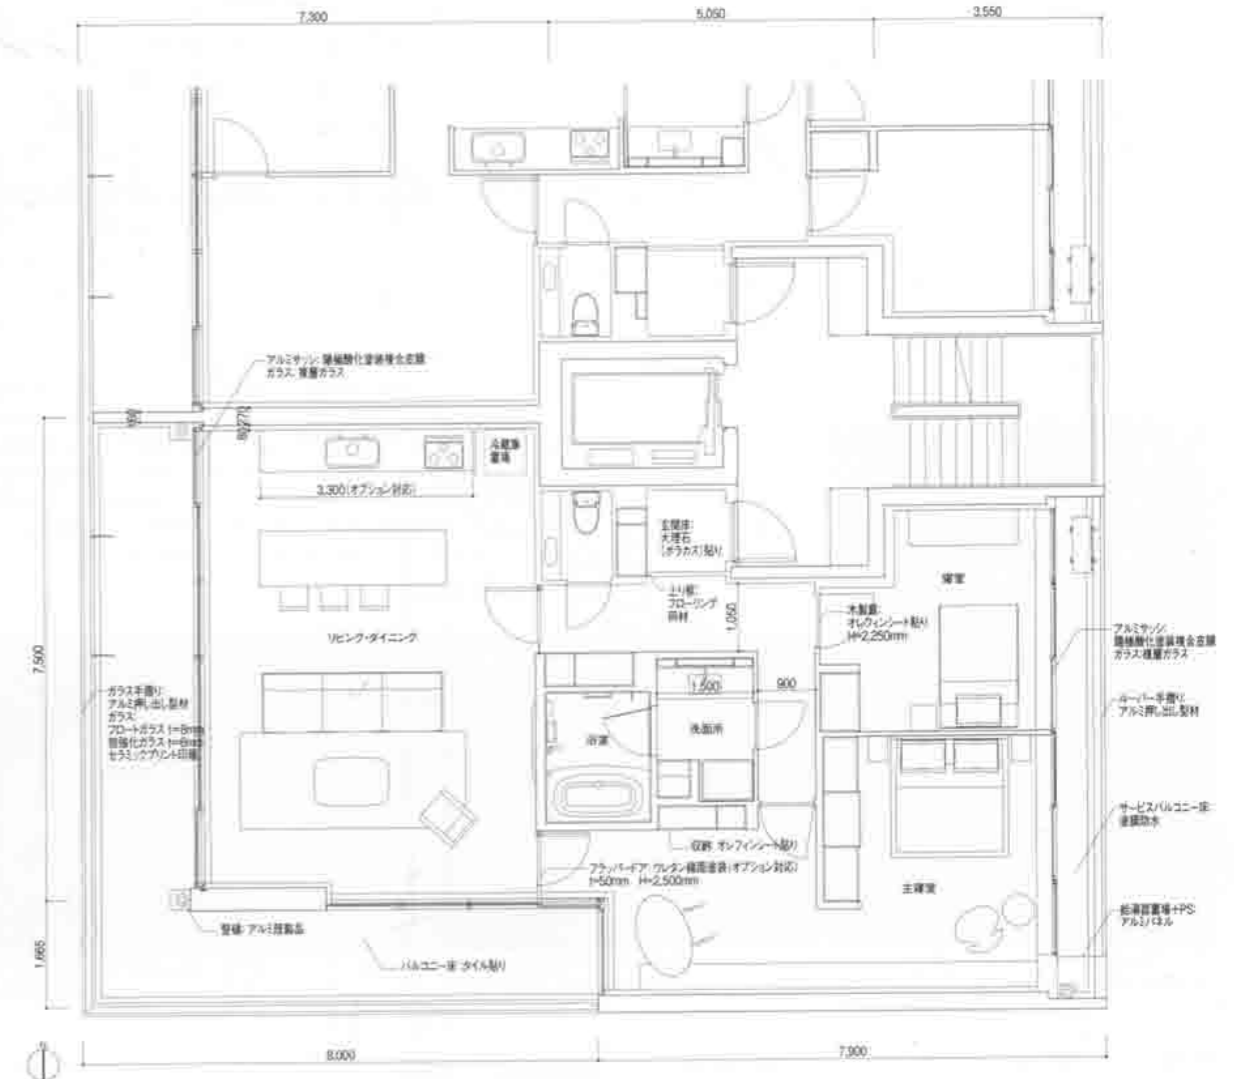 7,300
5,050
3,550
アルミサッシ: 陽極酸化塗装複合皮膜
ガラス: 複層ガラス
冷蔵庫
置場
3,300(オプション対応)
玄関床:
大理石
(ボラカス)貼り
上り框:
フローリング
同材
1,050
寝室
木製扉:
オレフィンシート貼り
H=2,250mm
リビング・ダイニング
7,500
アルミサッシ:
陽極酸化塗装複合皮膜
ガラス:複層ガラス
ガラス手摺り:
アルミ押し出し型材
ガラス:
フロートガラス t=8mm
倍強化ガラス t=6mm
セラミックプリント印刷
1,500
900
ルーバー手摺り:
アルミ押し出し型材
浴室
洗面所
サービスバルコニー床:
塗膜防水
収納: オレフィンシート貼り
フラッパードア: ウレタン鏡面塗装(オプション対応)
t=50mm H=2,500mm
主寝室
給湯器置場+PS:
アルミパネル
竪樋: アルミ既製品
バルコニー床: タイル貼り
1,665
N
8,000
7,900